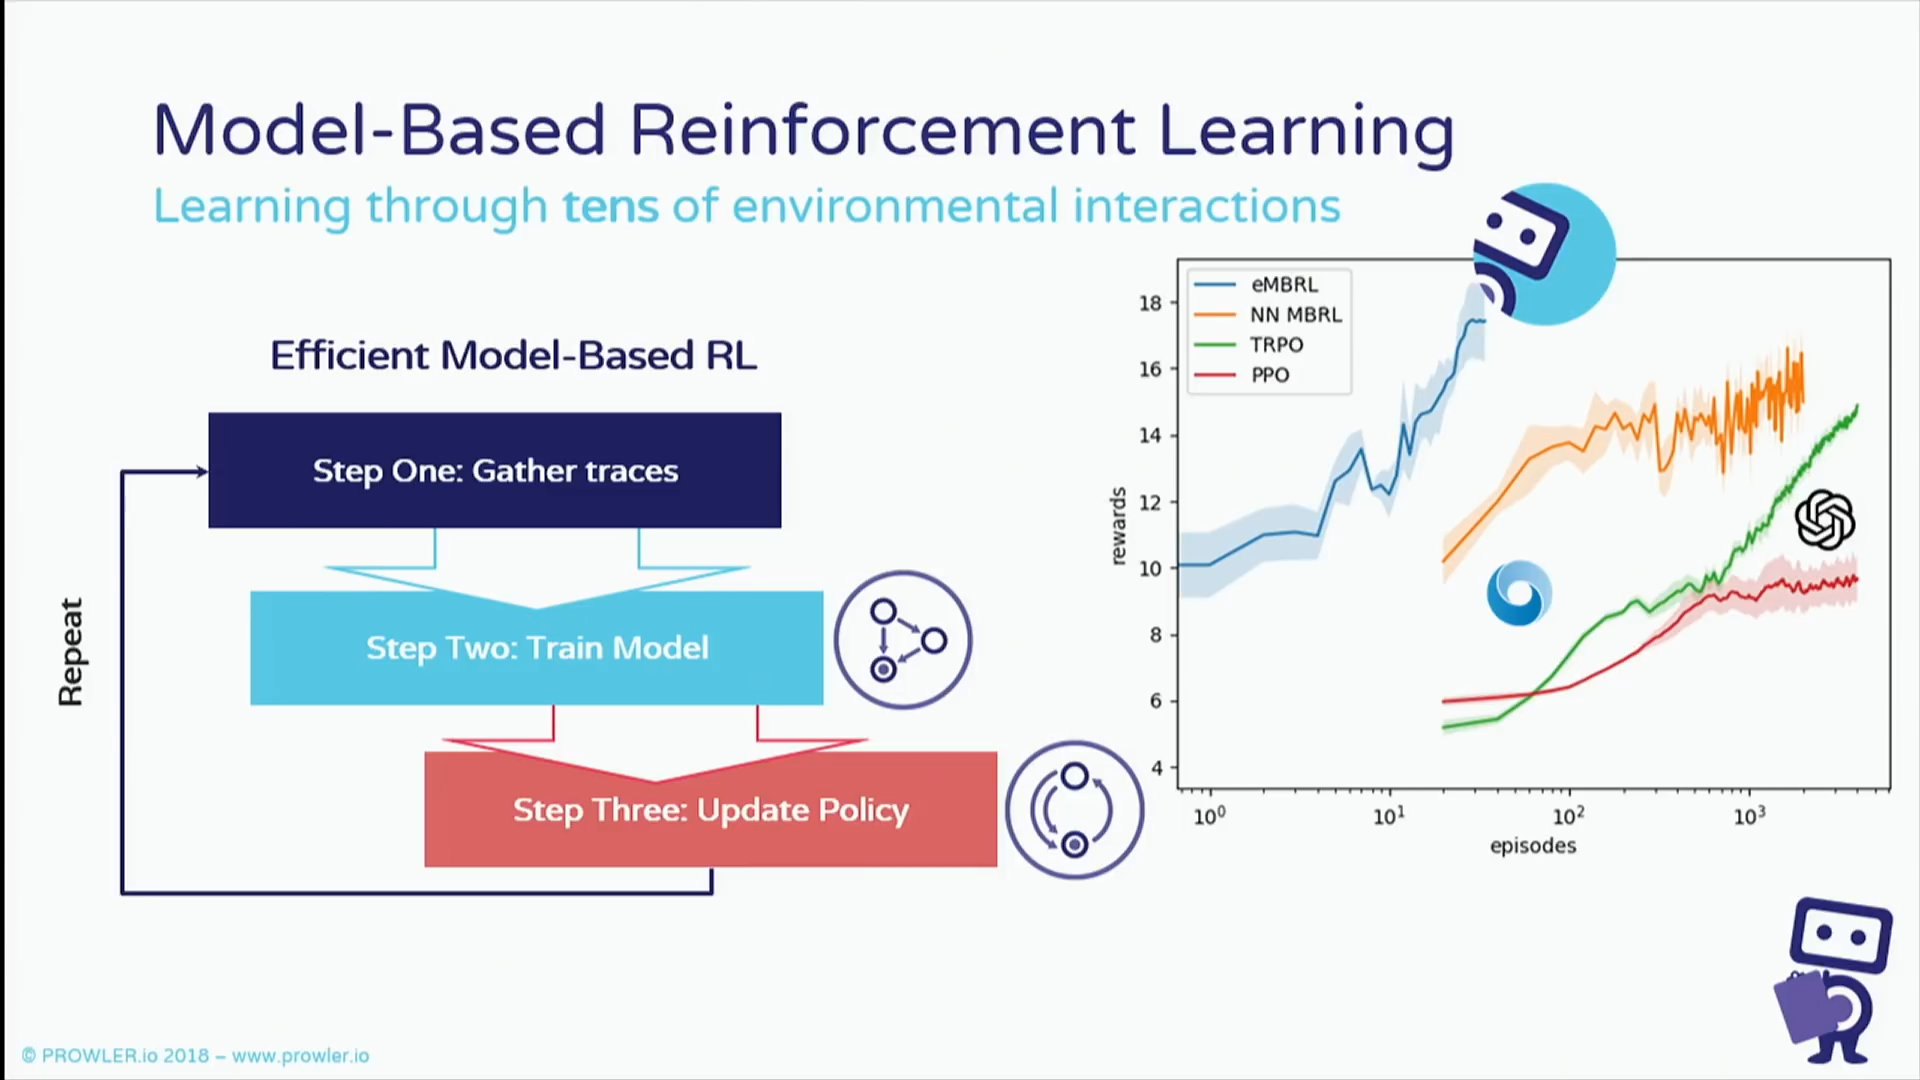 Model-Based Reinforcement Learning
Learning through tens of environmental interactions
Efficient Model-Based RL
Step One: Gather traces
Step Two: Train Model
Step Three: Update Policy
Repeat
eMBRL
NN MBRL
TRPO
PPO
rewards
18
16
14
12
10
8
6
4
10⁰ 10¹ 10² 10³
episodes
© PROWLER.io 2018 – www.prowler.io